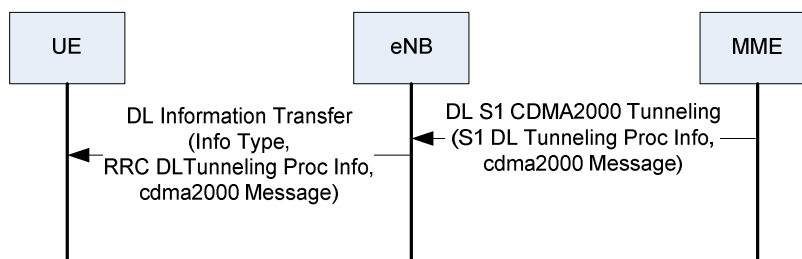 UE
eNB
MME
DL Information Transfer
(Info Type,
RRC DLTunneling Proc Info,
cdma2000 Message)
DL S1 CDMA2000 Tunneling
(S1 DL Tunneling Proc Info,
cdma2000 Message)